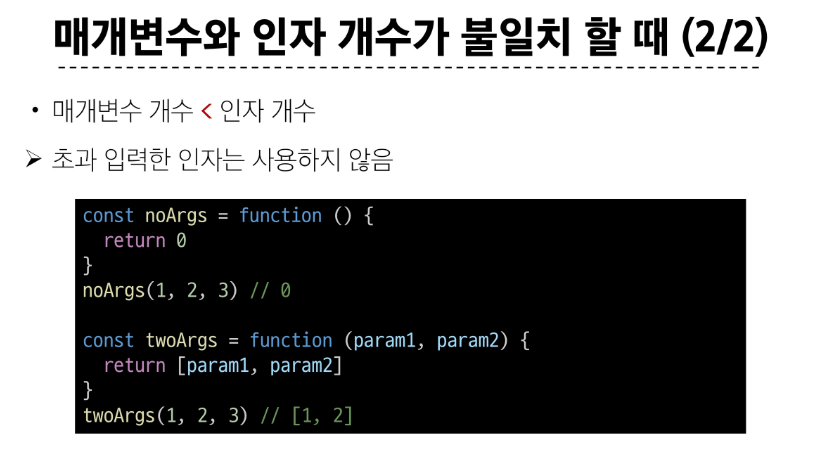 매개변수와 인자 개수가 불일치 할 때 (2/2)
• 매개변수 개수 < 인자 개수
➢ 초과 입력한 인자는 사용하지 않음
const noArgs = function () {
  return 0
}
noArgs(1, 2, 3) // 0

const twoArgs = function (param1, param2) {
  return [param1, param2]
}
twoArgs(1, 2, 3) // [1, 2]